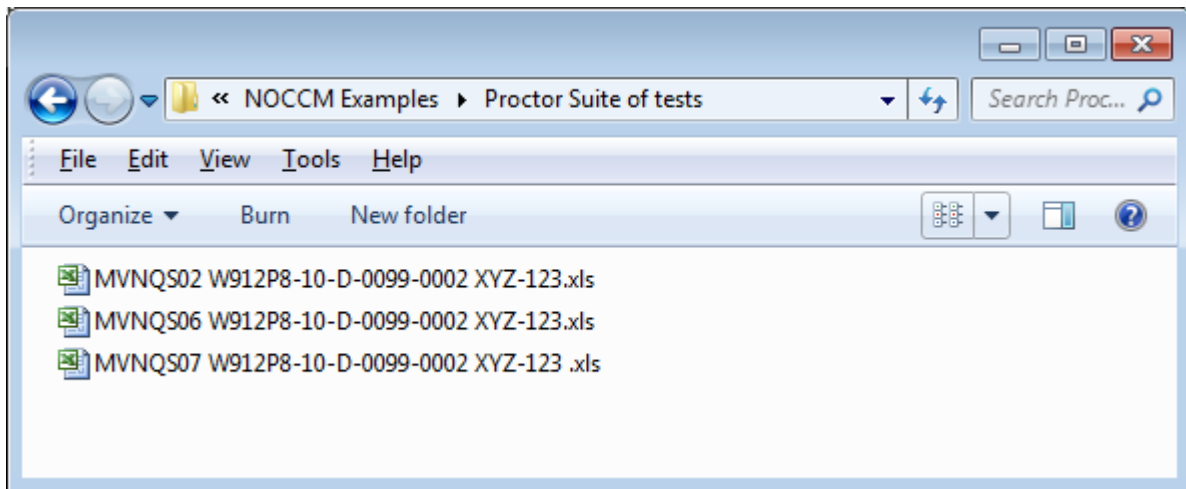 « NOCCM Examples Proctor Suite of tests Search Proc...
File Edit View Tools Help
Organize Burn New folder
MVNQS02 W912P8-10-D-0099-0002 XYZ-123.xls
MVNQS06 W912P8-10-D-0099-0002 XYZ-123.xls
MVNQS07 W912P8-10-D-0099-0002 XYZ-123 .xls